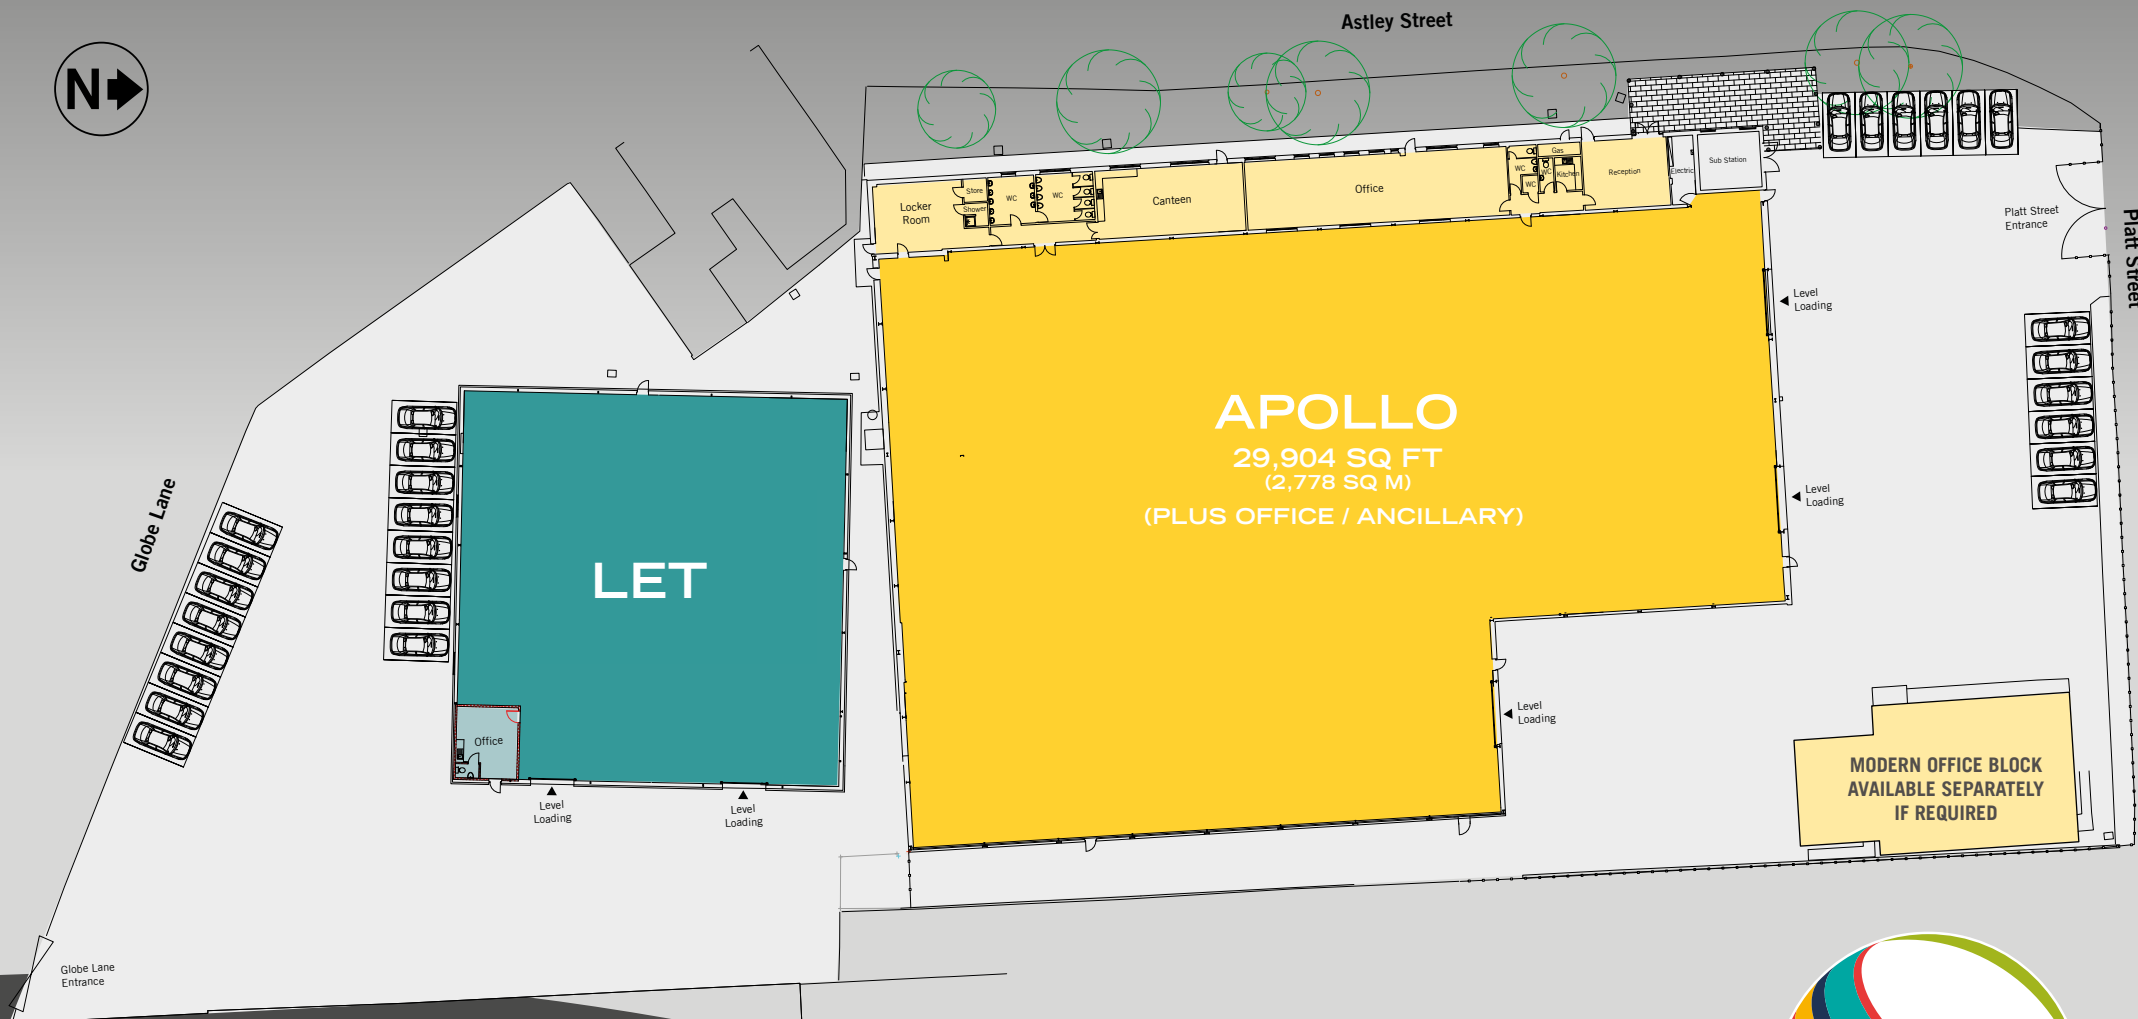 Astley Street
N
Gas
WC
WC
WC
Kitchen
Reception
Electric
Sub Station
Store
Shower
WC
WC
Locker
Room
Canteen
Office
Platt Street
Entrance
Platt Street
Level
Loading
Level
Loading
Level
Loading
APOLLO
29,904 SQ FT
(2,778 SQ M)
(PLUS OFFICE / ANCILLARY)
Globe Lane
LET
Office
Level
Loading
Level
Loading
MODERN OFFICE BLOCK
AVAILABLE SEPARATELY
IF REQUIRED
Globe Lane
Entrance